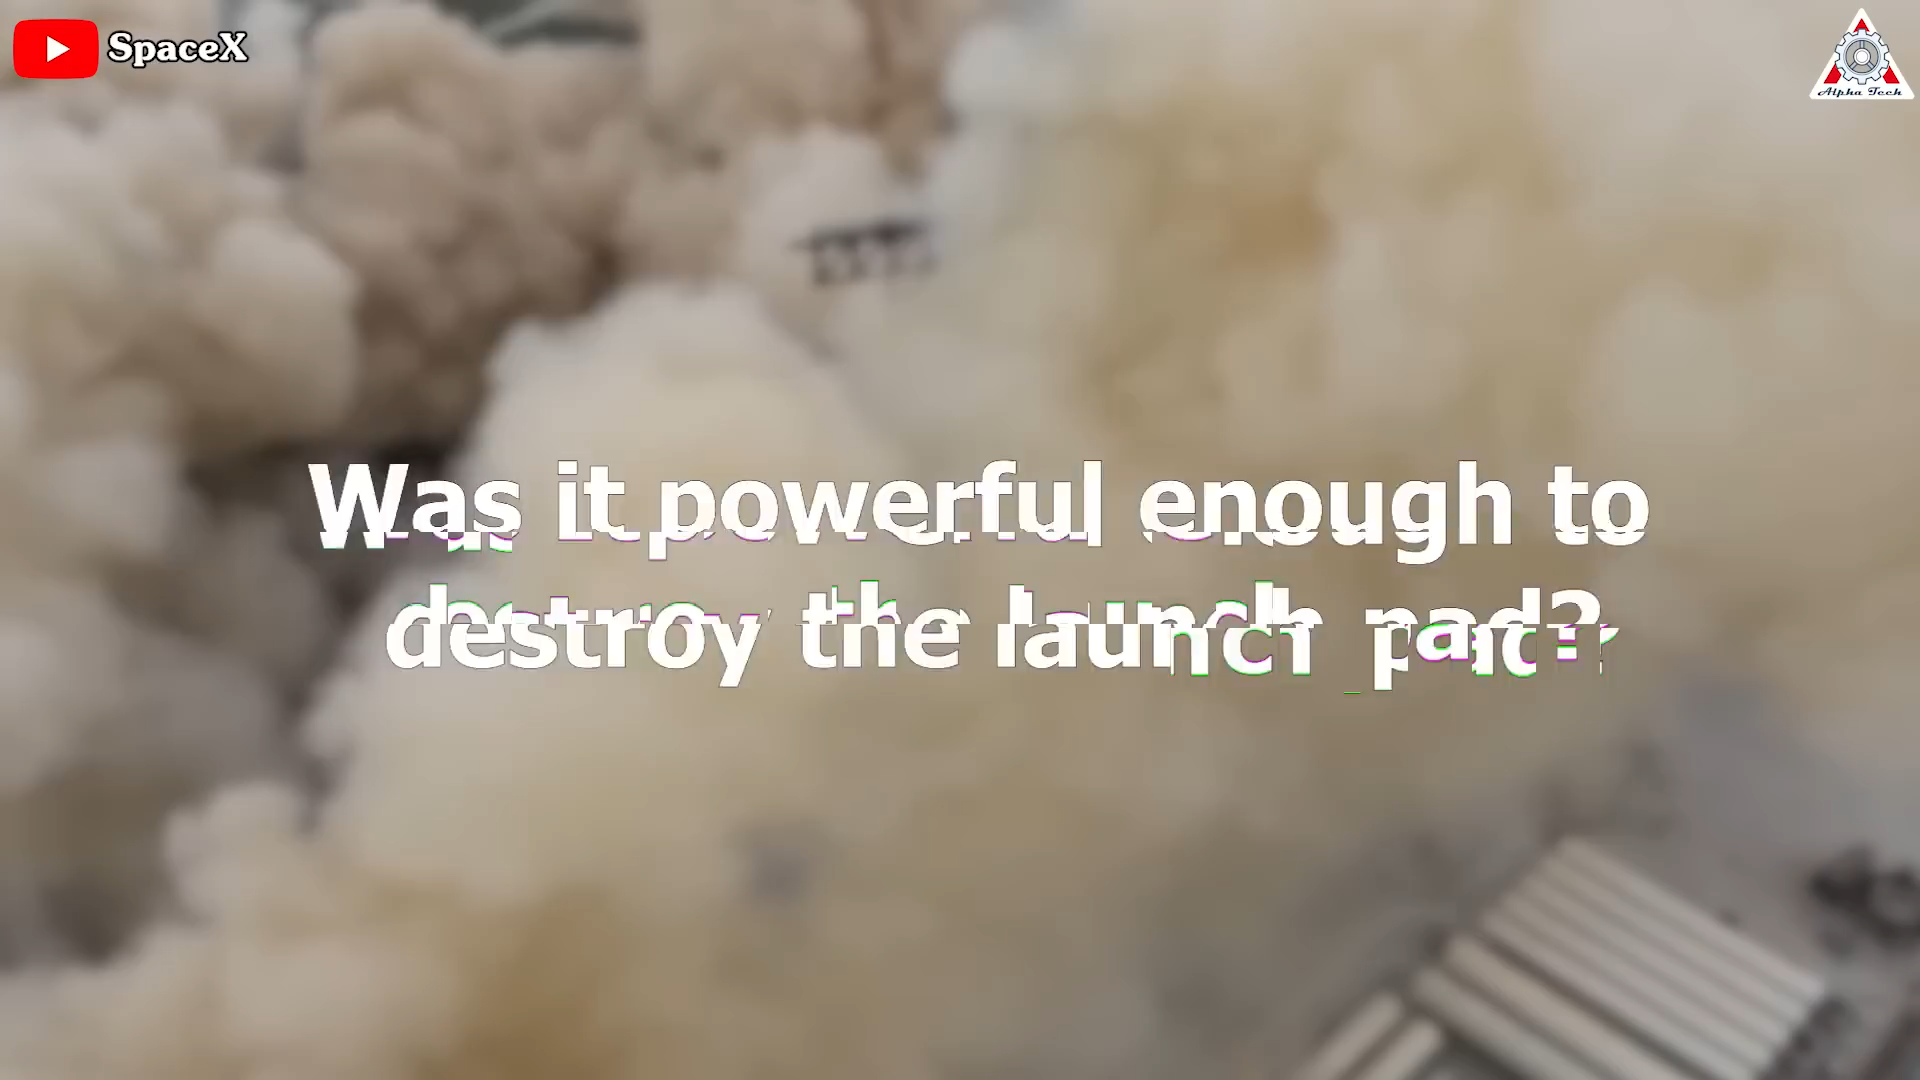 SpaceX
Alpha Tech
Was it powerful enough to
destroy the launch pad?